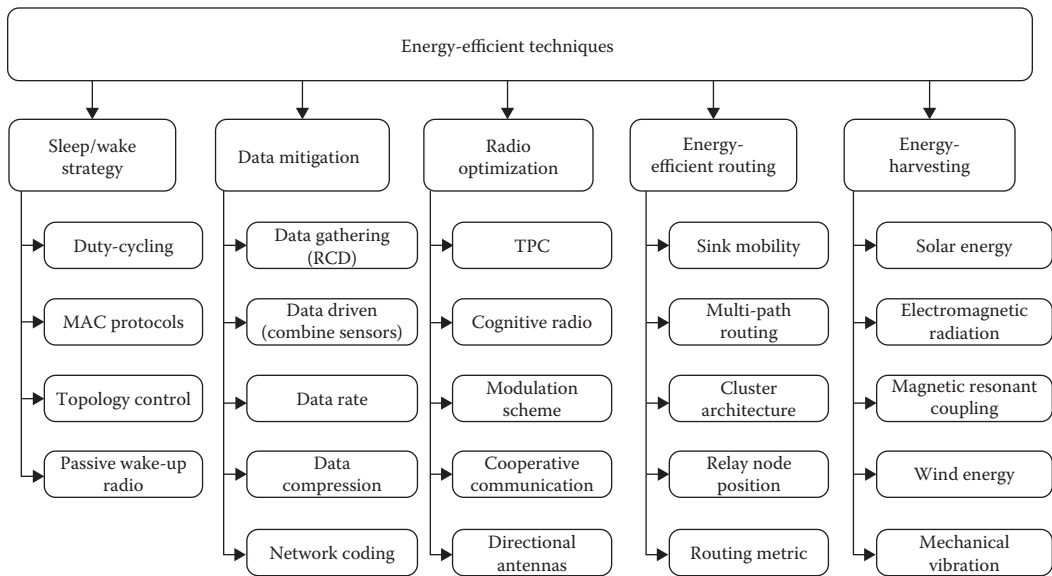 Energy-efficient techniques
Sleep/wake
strategy
Data mitigation
Radio
optimization
Energy-
efficient routing
Energy-
harvesting
Duty-cycling
MAC protocols
Topology control
Passive wake-up
radio
Data gathering
(RCD)
Data driven
(combine sensors)
Data rate
Data
compression
Network coding
TPC
Cognitive radio
Modulation
scheme
Cooperative
communication
Directional
antennas
Sink mobility
Multi-path
routing
Cluster
architecture
Relay node
position
Routing metric
Solar energy
Electromagnetic
radiation
Magnetic resonant
coupling
Wind energy
Mechanical
vibration